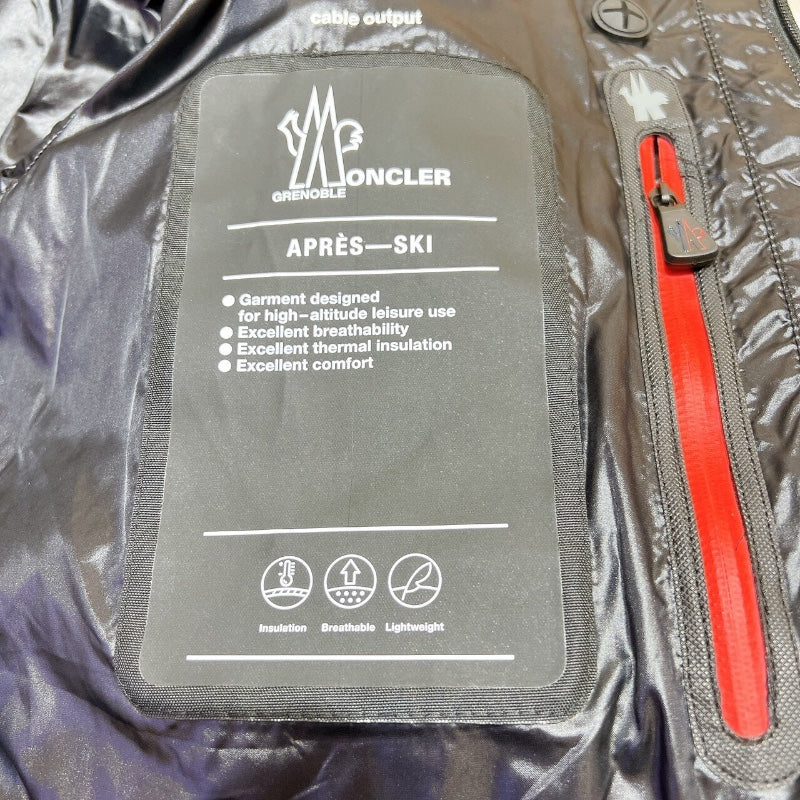 cable output
MONCLER
GRENOBLE
APRÈS—SKI
● Garment designed
for high-altitude leisure use
● Excellent breathability
● Excellent thermal insulation
● Excellent comfort
Insulation Breathable Lightweight